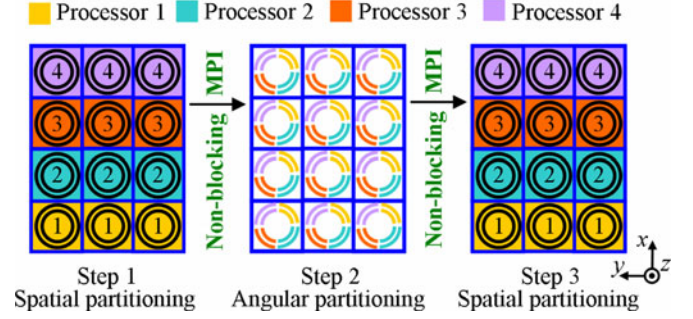 Processor 1 Processor 2 Processor 3 Processor 4
4 4 4
3 3 3
2 2 2
1 1 1
Non-blocking MPI
Non-blocking MPI
4 4 4
3 3 3
2 2 2
1 1 1
x
y z
Step 1 Step 2 Step 3
Spatial partitioning Angular partitioning Spatial partitioning